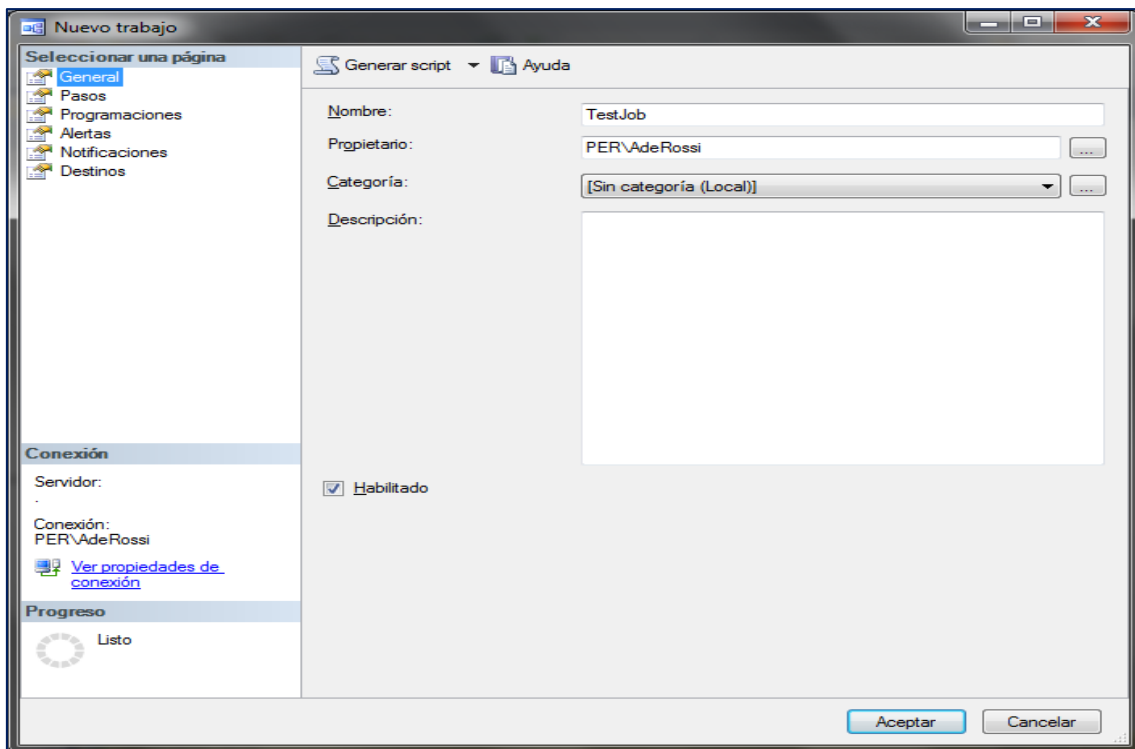 Nuevo trabajo
Seleccionar una página
General
Pasos
Programaciones
Alertas
Notificaciones
Destinos
Conexión
Servidor:
.
Conexión:
PER\AdeRossi
Ver propiedades de
conexión
Progreso
Listo
Generar script
Ayuda
Nombre:
TestJob
Propietario:
PER\AdeRossi
...
Categoría:
[Sin categoría (Local)]
...
Descripción:
Habilitado
Aceptar
Cancelar